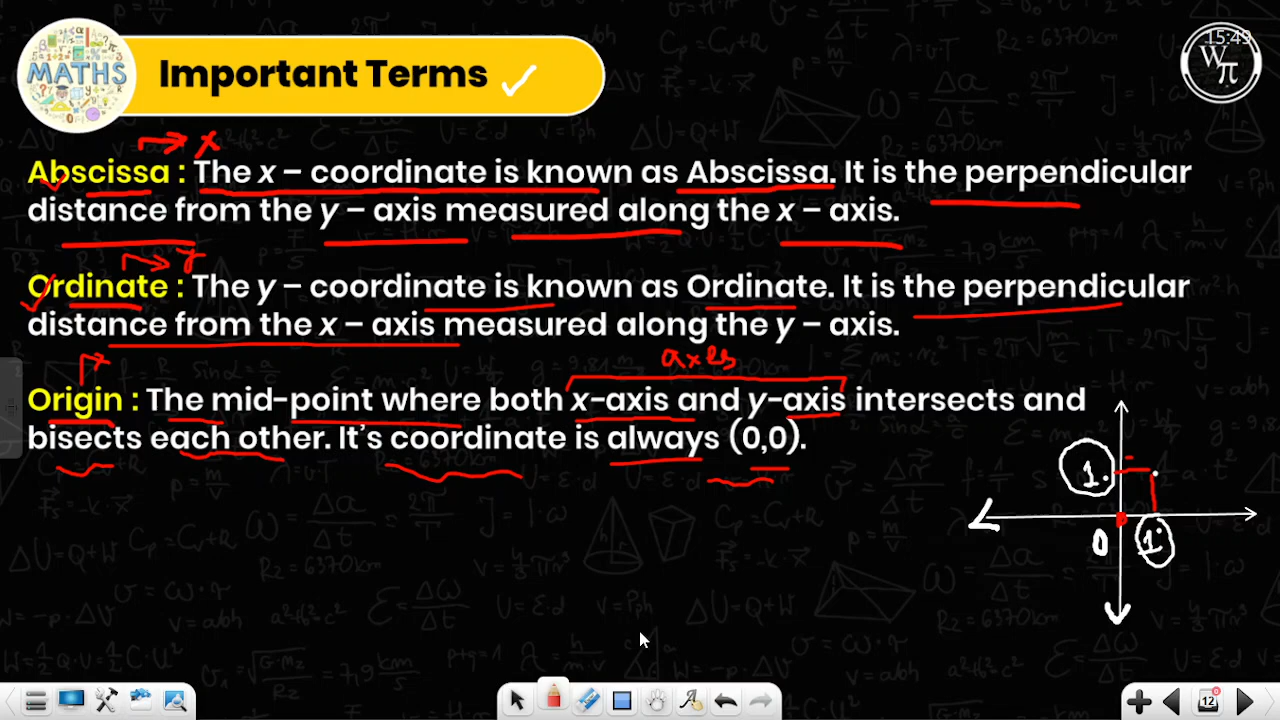 MATHS
Important Terms
15:49
Wπ
x
Abscissa : The x – coordinate is known as Abscissa. It is the perpendicular
distance from the y – axis measured along the x – axis.
y
Ordinate : The y – coordinate is known as Ordinate. It is the perpendicular
distance from the x – axis measured along the y – axis.
axes
Origin : The mid-point where both x-axis and y-axis intersects and
bisects each other. It's coordinate is always (0,0).
1
0 1
12